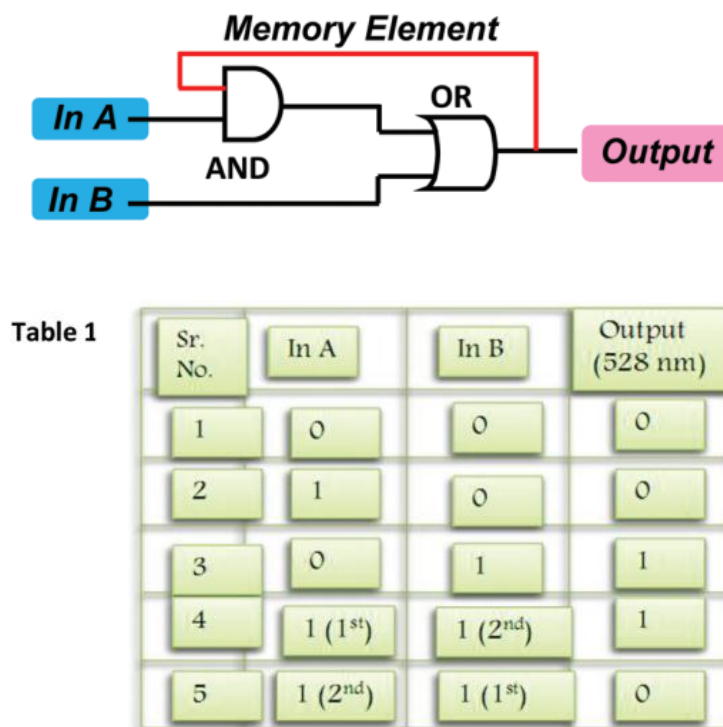 Memory Element
In A
OR
AND
Output
In B
Table 1
Sr. No.
In A
In B
Output (528 nm)
1
0
0
0
2
1
0
0
3
0
1
1
4
1 (1st)
1 (2nd)
1
5
1 (2nd)
1 (1st)
0